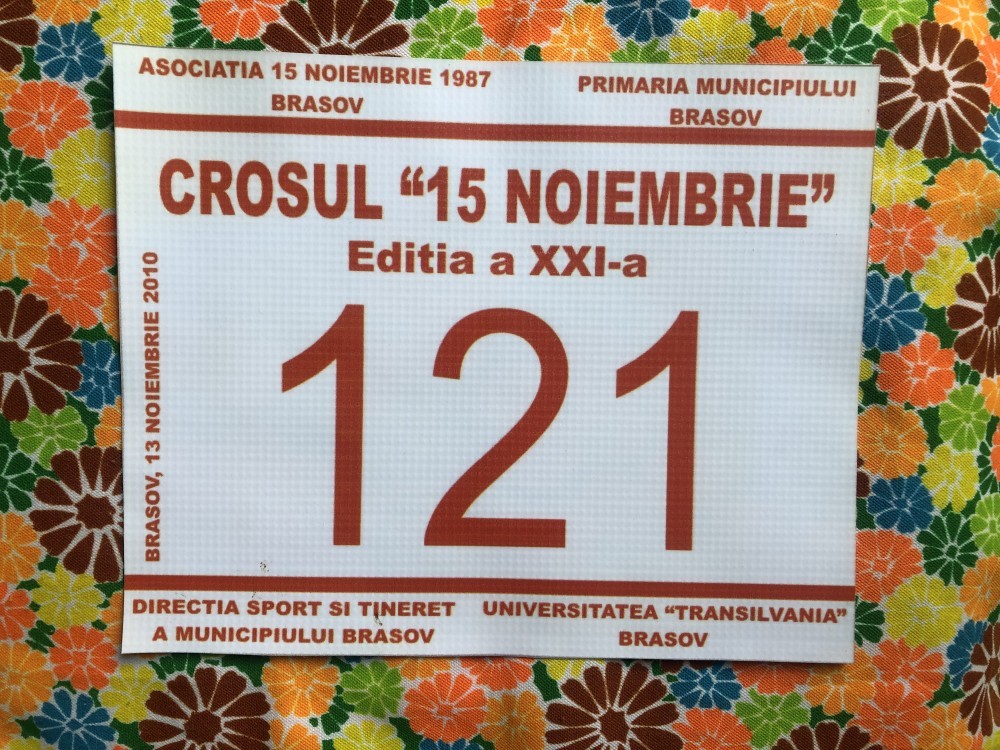 ASOCIATIA 15 NOIEMBRIE 1987
BRASOV
PRIMARIA MUNICIPIULUI
BRASOV
CROSUL “15 NOIEMBRIE”
Editia a XXI-a
121
BRASOV, 13 NOIEMBRIE 2010
DIRECTIA SPORT SI TINERET
A MUNICIPIULUI BRASOV
UNIVERSITATEA “TRANSILVANIA”
BRASOV